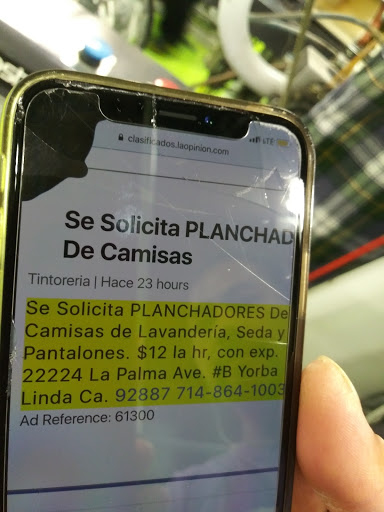 clasificados.laopinion.com
LTE
Se Solicita PLANCHAD
De Camisas
Tintoreria | Hace 23 hours
Se Solicita PLANCHADORES De
Camisas de Lavandería, Seda y
Pantalones. $12 la hr, con exp.
22224 La Palma Ave. #B Yorba
Linda Ca. 92887 714-864-1003
Ad Reference: 61300